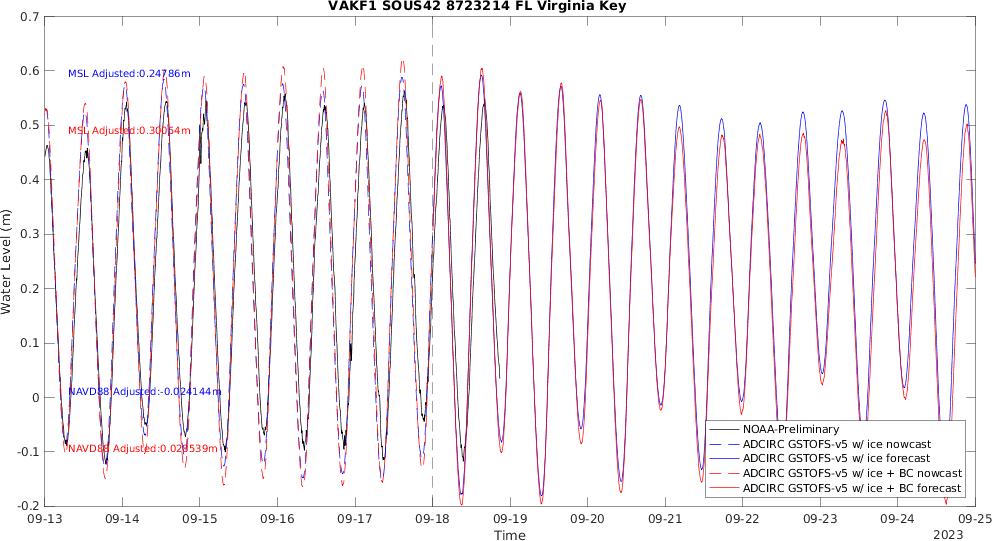 VAKF1 SOUS42 8723214 FL Virginia Key
0.7
0.6
0.5
0.4
0.3
0.2
0.1
0
-0.1
-0.2
Water Level (m)
MSL Adjusted:0.24786m
MSL Adjusted:0.30054m
NAVD88 Adjusted:-0.024144m
NAVD88 Adjusted:0.028539m
NOAA-Preliminary
ADCIRC GSTOFS-v5 w/ ice nowcast
ADCIRC GSTOFS-v5 w/ ice forecast
ADCIRC GSTOFS-v5 w/ ice + BC nowcast
ADCIRC GSTOFS-v5 w/ ice + BC forecast
09-13 09-14 09-15 09-16 09-17 09-18 09-19 09-20 09-21 09-22 09-23 09-24 09-25
Time
2023